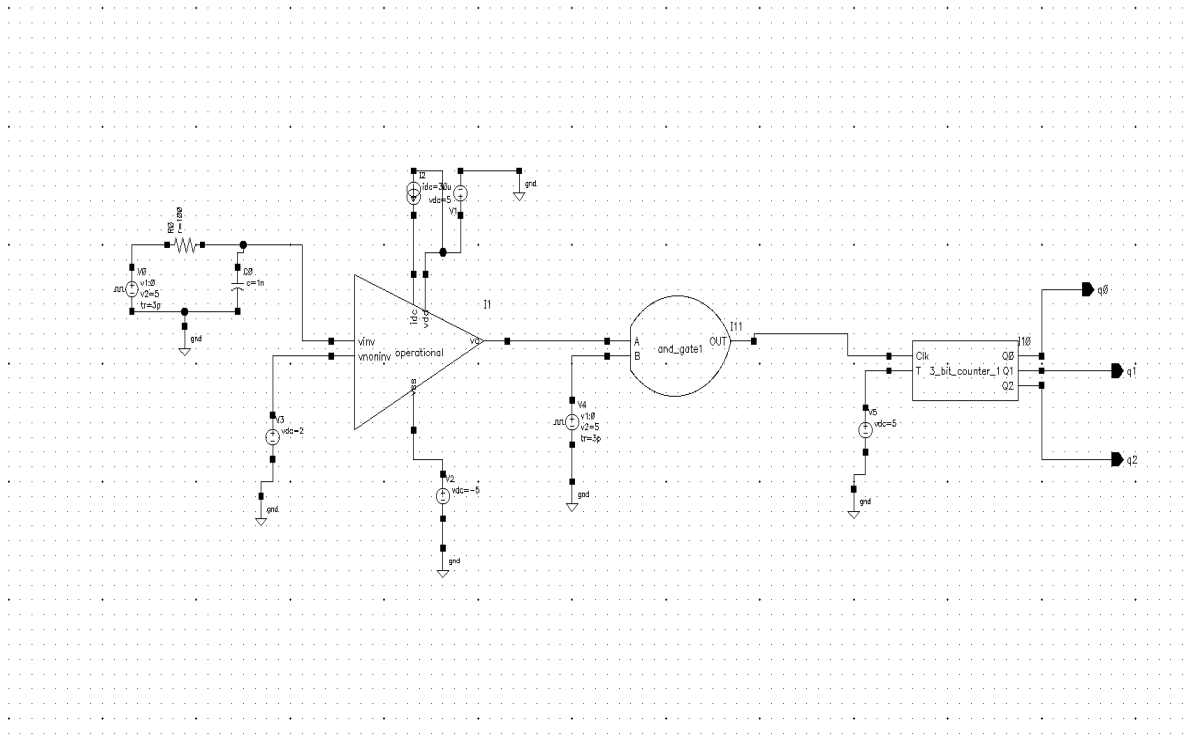 I2
idc=30u
vdc=5
V1
gnd
R0
r=100
V0
v1:0
v2=5
tr=3p
C0
c=1n
gnd
I1
idc
vdd
vinv
vnoninv
operational
vo
vss
V3
vdc=2
gnd
V2
vdc=-5
gnd
I11
A
B
and_gate1
OUT
V4
v1:0
v2=5
tr=3p
gnd
I10
Clk
T
3_bit_counter_1
Q0
Q1
Q2
V5
vdc=5
gnd
q0
q1
q2